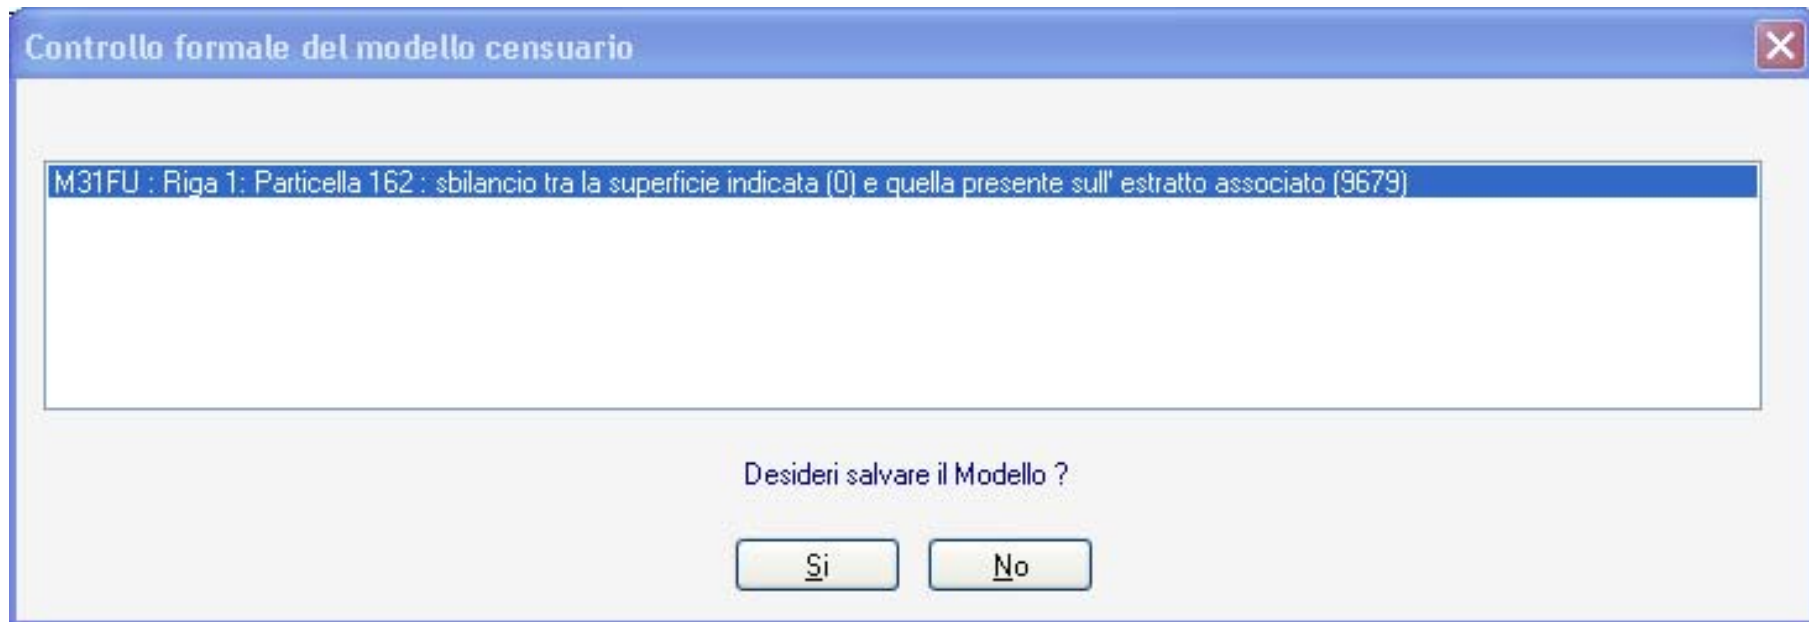 Controllo formale del modello censuario
M31FU : Riga 1: Particella 162 : sbilancio tra la superficie indicata (0) e quella presente sull' estratto associato (9679)
Desideri salvare il Modello ?
Si
No